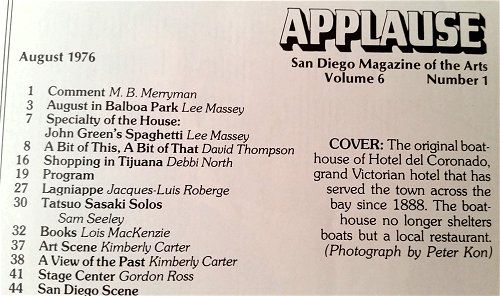 APPLAUSE
San Diego Magazine of the Arts
Volume 6 Number 1
August 1976
1 Comment M. B. Merryman
3 August in Balboa Park Lee Massey
7 Specialty of the House:
John Green's Spaghetti Lee Massey
8 A Bit of This, A Bit of That David Thompson
16 Shopping in Tijuana Debbi North
19 Program
27 Lagniappe Jacques-Luis Roberge
30 Tatsuo Sasaki Solos
Sam Seeley
32 Books Lois MacKenzie
37 Art Scene Kimberly Carter
38 A View of the Past Kimberly Carter
41 Stage Center Gordon Ross
44 San Diego Scene
COVER: The original boat-
house of Hotel del Coronado,
grand Victorian hotel that has
served the town across the
bay since 1888. The boat-
house no longer shelters
boats but a local restaurant.
(Photograph by Peter Kon)